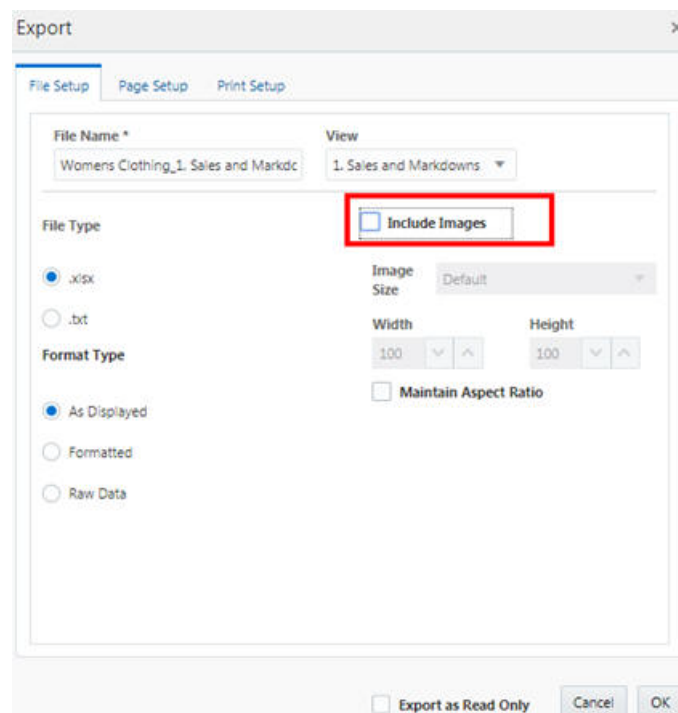 Export
File Setup Page Setup Print Setup
File Name * View
Womens Clothing_1. Sales and Markdc 1. Sales and Markdowns
File Type
Include Images
.xlsx
Image Size
Default
.txt
Width Height
Format Type
100 100
Maintain Aspect Ratio
As Displayed
Formatted
Raw Data
Export as Read Only Cancel OK